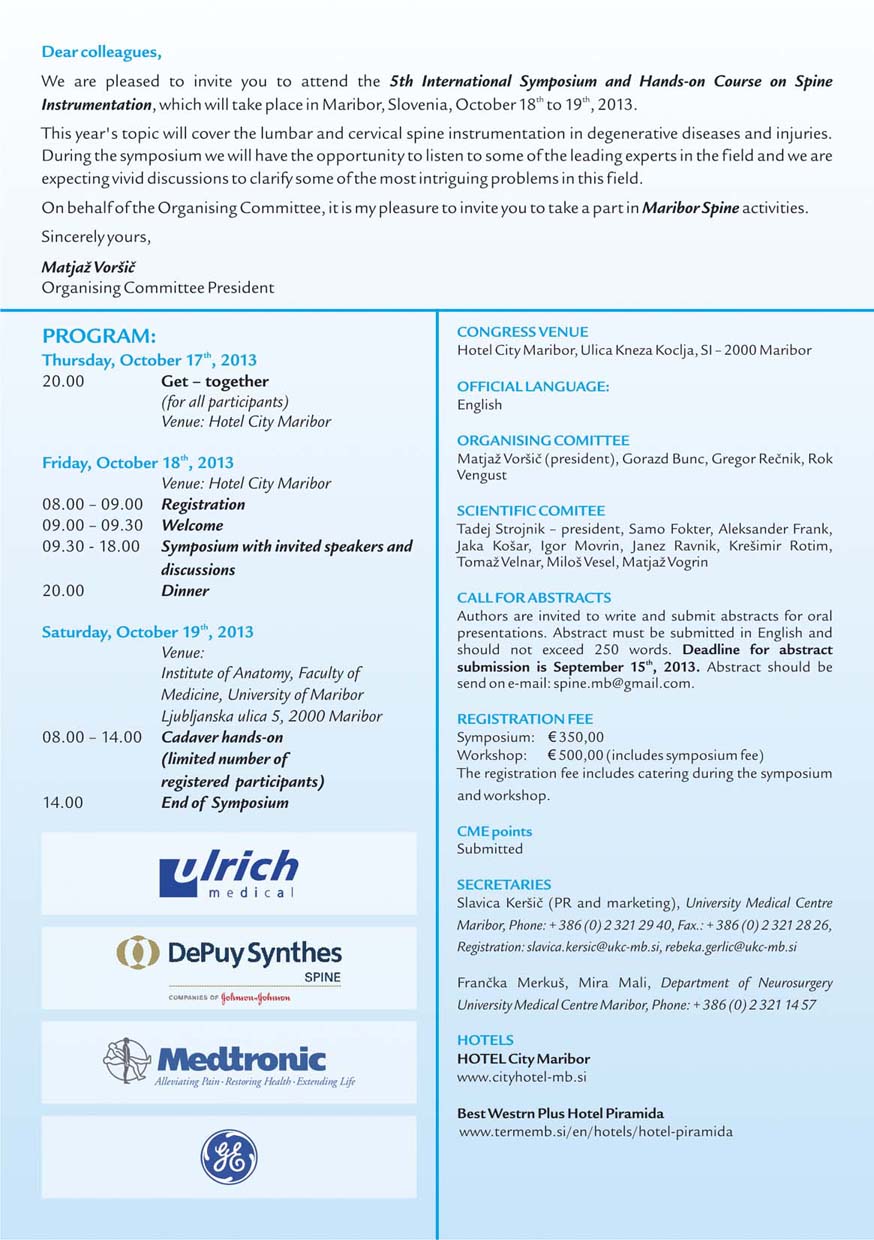 Dear colleagues,
We are pleased to invite you to attend the 5th International Symposium and Hands-on Course on Spine
Instrumentation, which will take place in Maribor, Slovenia, October 18th to 19th, 2013.
This year's topic will cover the lumbar and cervical spine instrumentation in degenerative diseases and injuries.
During the symposium we will have the opportunity to listen to some of the leading experts in the field and we are
expecting vivid discussions to clarify some of the most intriguing problems in this field.
On behalf of the Organising Committee, it is my pleasure to invite you to take a part in Maribor Spine activities.
Sincerely yours,
Matjaž Voršič
Organising Committee President
PROGRAM:
Thursday, October 17th, 2013
20.00 Get – together
(for all participants)
Venue: Hotel City Maribor
Friday, October 18th, 2013
Venue: Hotel City Maribor
08.00 – 09.00 Registration
09.00 – 09.30 Welcome
09.30 - 18.00 Symposium with invited speakers and
discussions
20.00 Dinner
Saturday, October 19th, 2013
Venue:
Institute of Anatomy, Faculty of
Medicine, University of Maribor
Ljubljanska ulica 5, 2000 Maribor
08.00 – 14.00 Cadaver hands-on
(limited number of
registered participants)
14.00 End of Symposium
ulrich
medical
DePuy Synthes
SPINE
COMPANIES OF Johnson & Johnson
Medtronic
Alleviating Pain · Restoring Health · Extending Life
GE
CONGRESS VENUE
Hotel City Maribor, Ulica Kneza Koclja, SI – 2000 Maribor
OFFICIAL LANGUAGE:
English
ORGANISING COMITTEE
Matjaž Voršič (president), Gorazd Bunc, Gregor Rečnik, Rok
Vengust
SCIENTIFIC COMITEE
Tadej Strojnik – president, Samo Fokter, Aleksander Frank,
Jaka Košar, Igor Movrin, Janez Ravnik, Krešimir Rotim,
Tomaž Velnar, Miloš Vesel, Matjaž Vogrin
CALL FOR ABSTRACTS
Authors are invited to write and submit abstracts for oral
presentations. Abstract must be submitted in English and
should not exceed 250 words. Deadline for abstract
submission is September 15th, 2013. Abstract should be
send on e-mail: spine.mb@gmail.com.
REGISTRATION FEE
Symposium: € 350,00
Workshop: € 500,00 (includes symposium fee)
The registration fee includes catering during the symposium
and workshop.
CME points
Submitted
SECRETARIES
Slavica Keršič (PR and marketing), University Medical Centre
Maribor, Phone: + 386 (0) 2 321 29 40, Fax.: + 386 (0) 2 321 28 26,
Registration: slavica.kersic@ukc-mb.si, rebeka.gerlic@ukc-mb.si
Frančka Merkuš, Mira Mali, Department of Neurosurgery
University Medical Centre Maribor, Phone: + 386 (0) 2 321 14 57
HOTELS
HOTEL City Maribor
www.cityhotel-mb.si
Best Westrn Plus Hotel Piramida
www.termemb.si/en/hotels/hotel-piramida